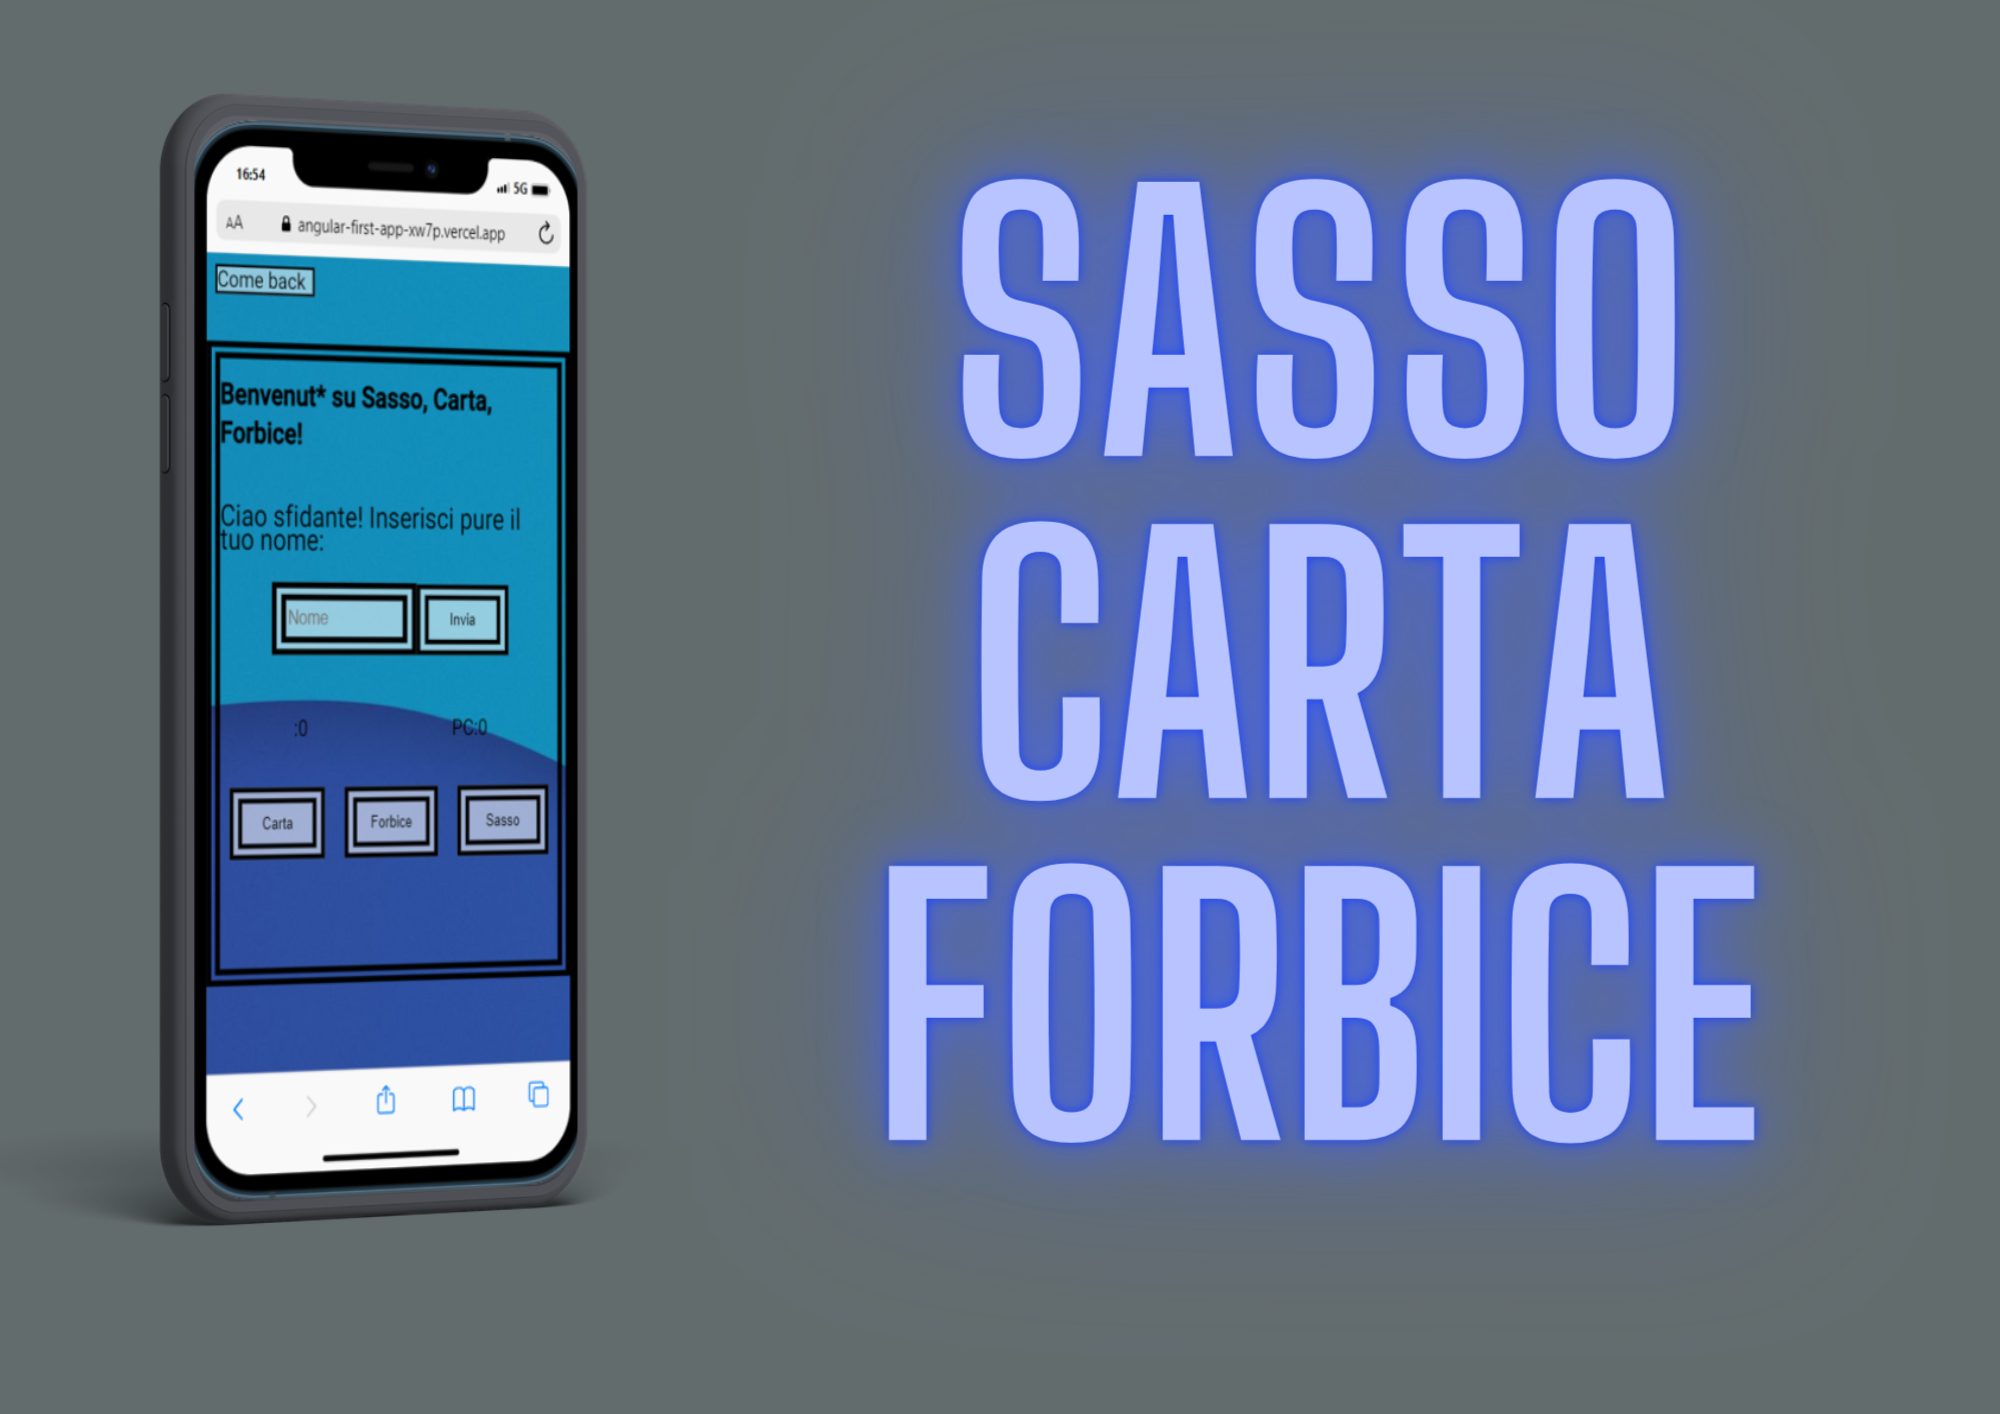 16:54
5G
AA
angular-first-app-xw7p.vercel.app
Come back
Benvenut* su Sasso, Carta,
Forbice!
Ciao sfidante! Inserisci pure il
tuo nome:
Nome
Invia
:0
PC:0
Carta
Forbice
Sasso
SASSO
CARTA
FORBICE